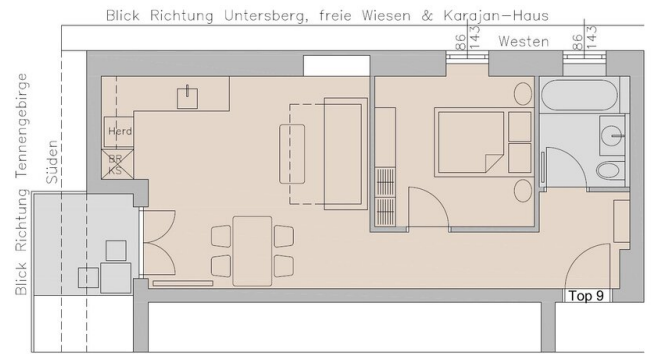 Blick Richtung Untersberg, freie Wiesen & Karajan-Haus
86
143
Westen
86
143
Blick Richtung Tennengebirge
Süden
Herd
BR
KS
Top 9